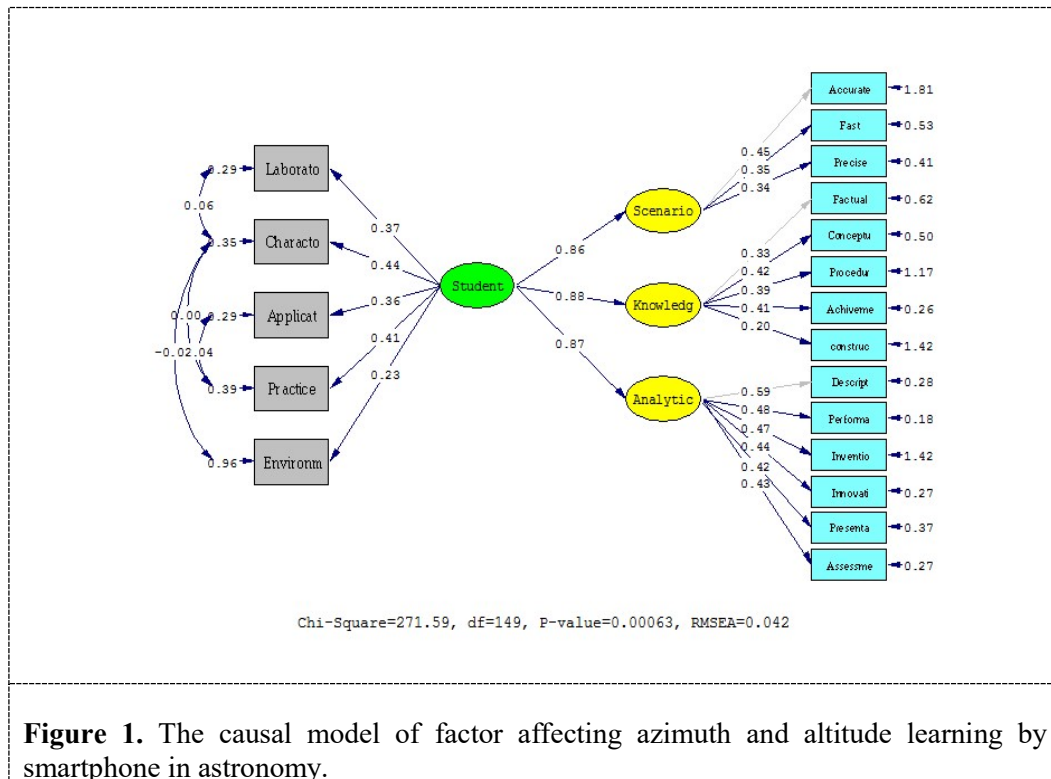 Accurate
1.81
Fast
0.53
0.45
0.35
Precise
0.41
0.34
0.29
Laborato
Factual
0.62
0.06
Scenario
0.37
Conceptu
0.50
0.35
Characto
0.86
0.33
0.44
0.42
Procedur
1.17
Student
0.39
0.88
Knowledg
0.41
Achiveme
0.26
0.36
0.00
0.29
Applicat
0.20
0.41
0.87
construc
1.42
-0.02.04
0.23
Descript
0.28
0.39
Practice
0.59
Analytic
0.48
Performa
0.18
0.47
0.44
Inventio
1.42
0.96
Environm
0.42
0.43
Innovati
0.27
Presenta
0.37
Assessme
0.27
Chi-Square=271.59, df=149, P-value=0.00063, RMSEA=0.042
Figure 1. The causal model of factor affecting azimuth and altitude learning by
smartphone in astronomy.